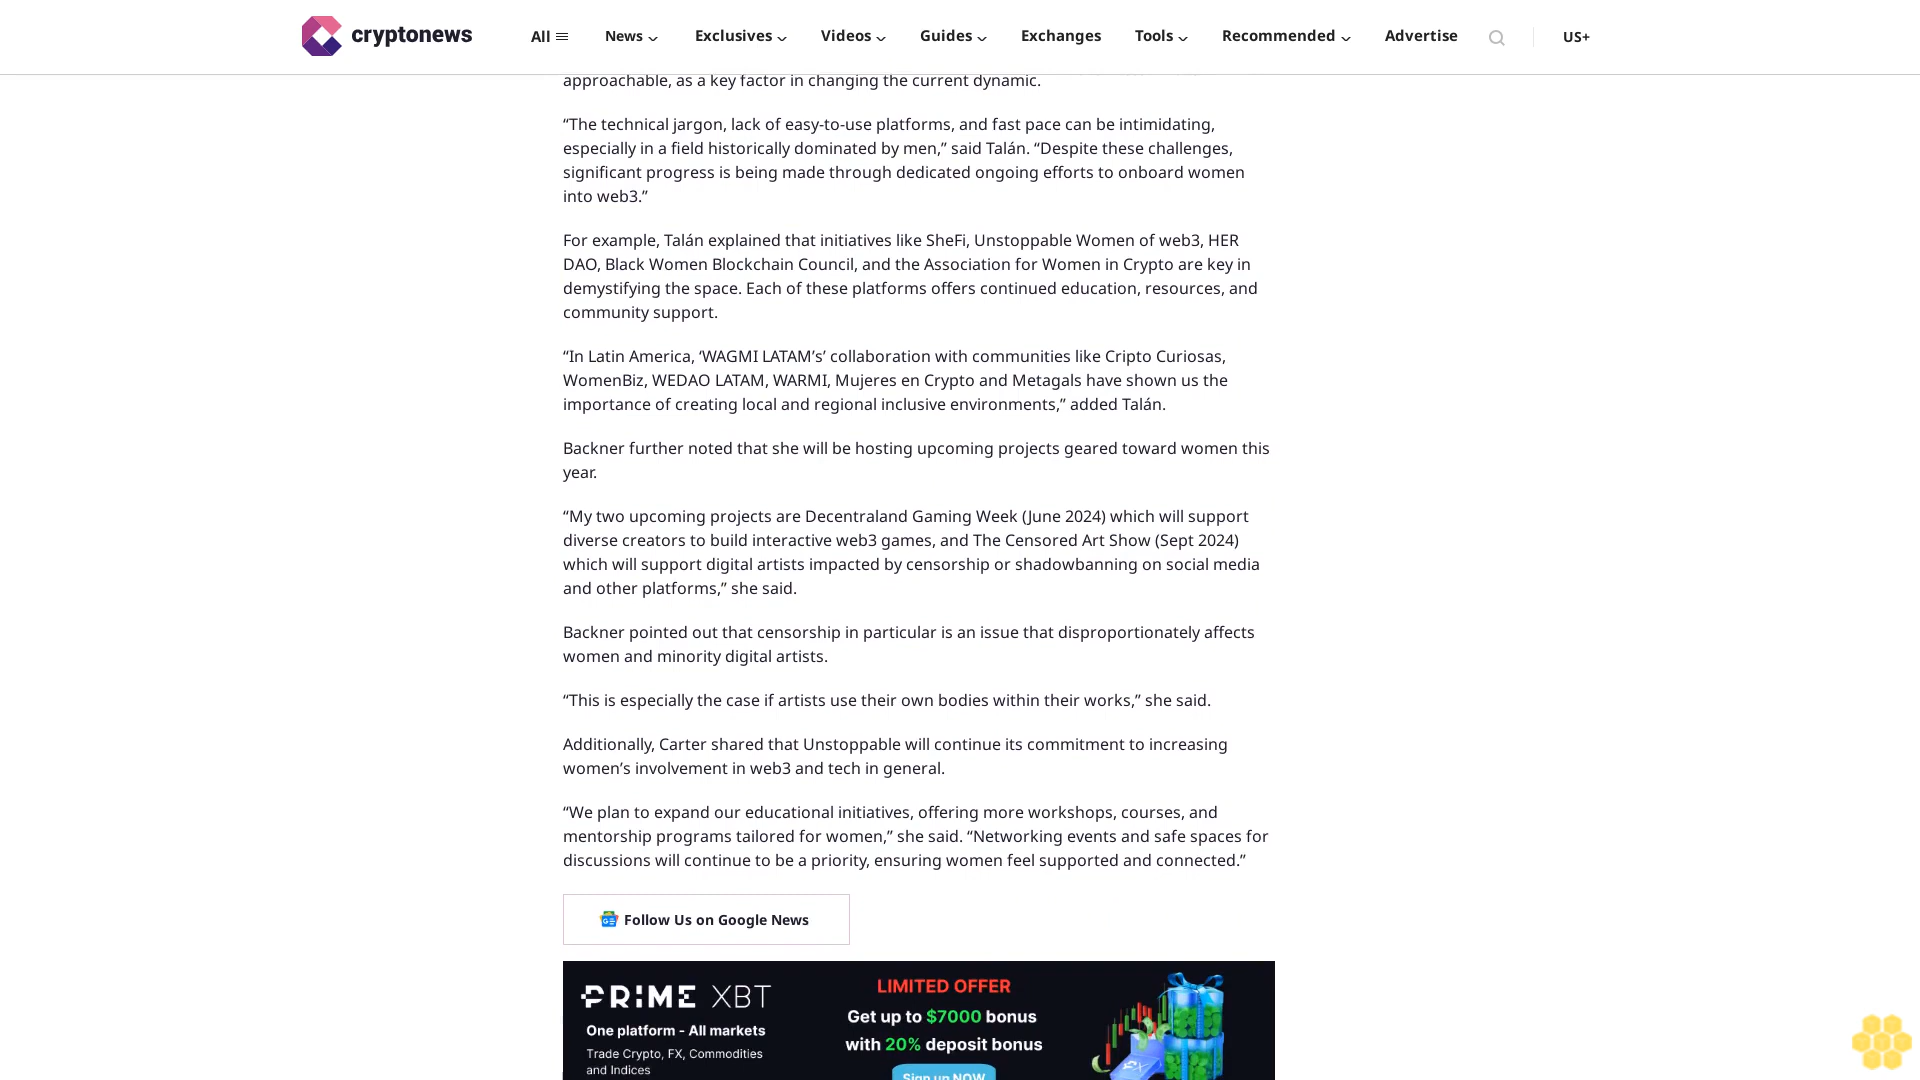 cryptonews
All
News
Exclusives
Videos
Guides
Exchanges
Tools
Recommended
Advertise
US+
approachable, as a key factor in changing the current dynamic.
“The technical jargon, lack of easy-to-use platforms, and fast pace can be intimidating,
especially in a field historically dominated by men,” said Talán. “Despite these challenges,
significant progress is being made through dedicated ongoing efforts to onboard women
into web3.”
For example, Talán explained that initiatives like SheFi, Unstoppable Women of web3, HER
DAO, Black Women Blockchain Council, and the Association for Women in Crypto are key in
demystifying the space. Each of these platforms offers continued education, resources, and
community support.
“In Latin America, ‘WAGMI LATAM’s’ collaboration with communities like Cripto Curiosas,
WomenBiz, WEDAO LATAM, WARMI, Mujeres en Crypto and Metagals have shown us the
importance of creating local and regional inclusive environments,” added Talán.
Backner further noted that she will be hosting upcoming projects geared toward women this
year.
“My two upcoming projects are Decentraland Gaming Week (June 2024) which will support
diverse creators to build interactive web3 games, and The Censored Art Show (Sept 2024)
which will support digital artists impacted by censorship or shadowbanning on social media
and other platforms,” she said.
Backner pointed out that censorship in particular is an issue that disproportionately affects
women and minority digital artists.
“This is especially the case if artists use their own bodies within their works,” she said.
Additionally, Carter shared that Unstoppable will continue its commitment to increasing
women’s involvement in web3 and tech in general.
“We plan to expand our educational initiatives, offering more workshops, courses, and
mentorship programs tailored for women,” she said. “Networking events and safe spaces for
discussions will continue to be a priority, ensuring women feel supported and connected.”
Follow Us on Google News
PRIME XBT
One platform - All markets
Trade Crypto, FX, Commodities
and Indices
LIMITED OFFER
Get up to $7000 bonus
with 20% deposit bonus
Sign up NOW